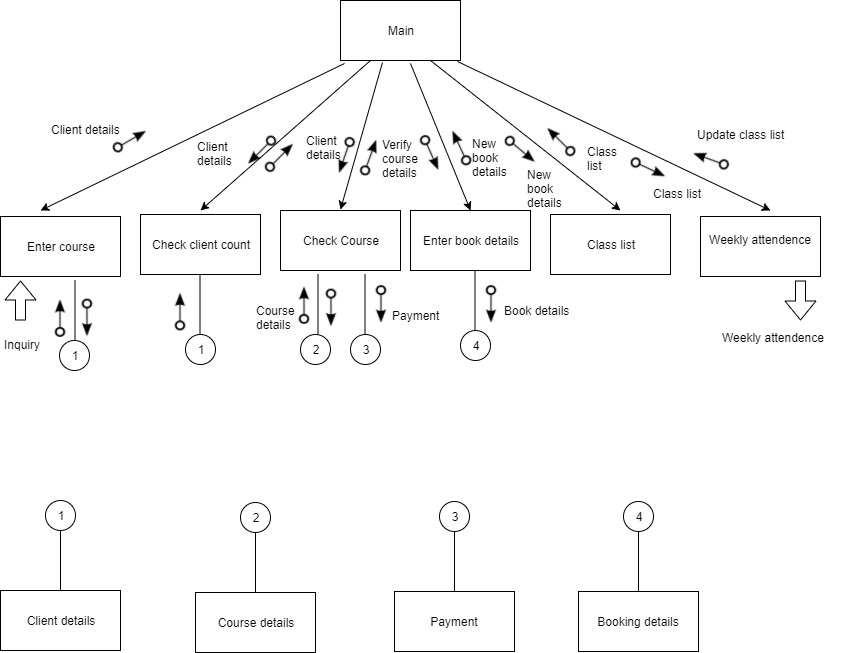 Main
Client details
Client
details
Client
details
Verify
course
details
New
book
details
New
book
details
Class
list
Class list
Update class list
Enter course
Check client count
Check Course
Enter book details
Class list
Weekly attendence
Inquiry
1
1
Course
details
2
3
Payment
4
Book details
Weekly attendence
1
2
3
4
Client details
Course details
Payment
Booking details